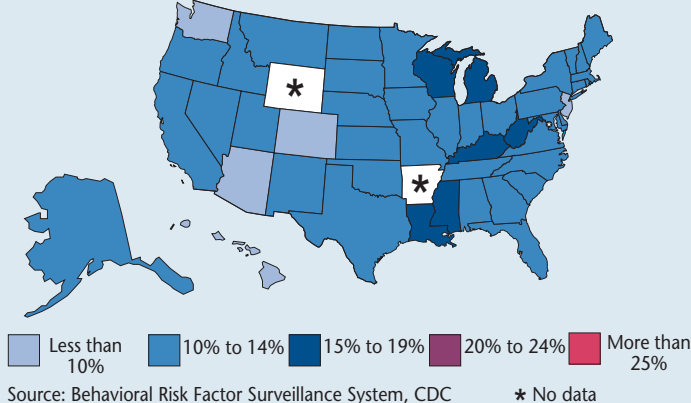 *
*
Less than
10%
10% to 14%
15% to 19%
20% to 24%
More than
25%
Source: Behavioral Risk Factor Surveillance System, CDC
* No data